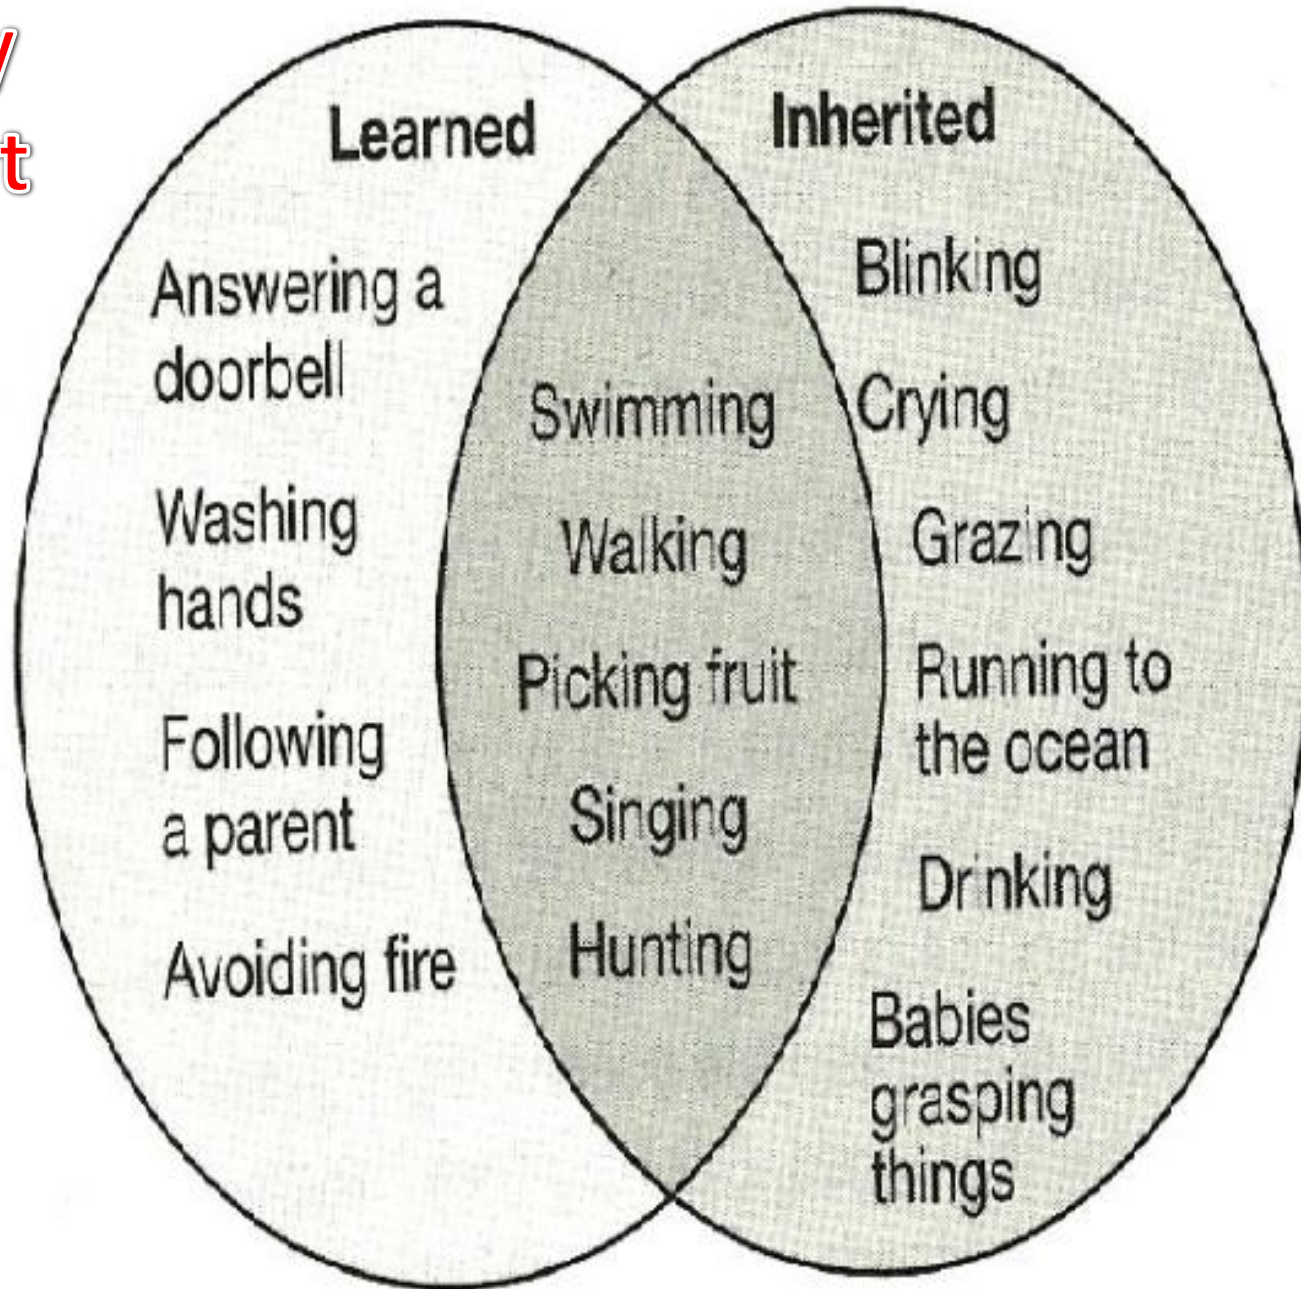 y
t
Learned
Answering a
doorbell
Washing
hands
Following
a parent
Avoiding fire
Swimming
Walking
Picking fruit
Singing
Hunting
Inherited
Blinking
Crying
Grazing
Running to
the ocean
Drinking
Babies
grasping
things